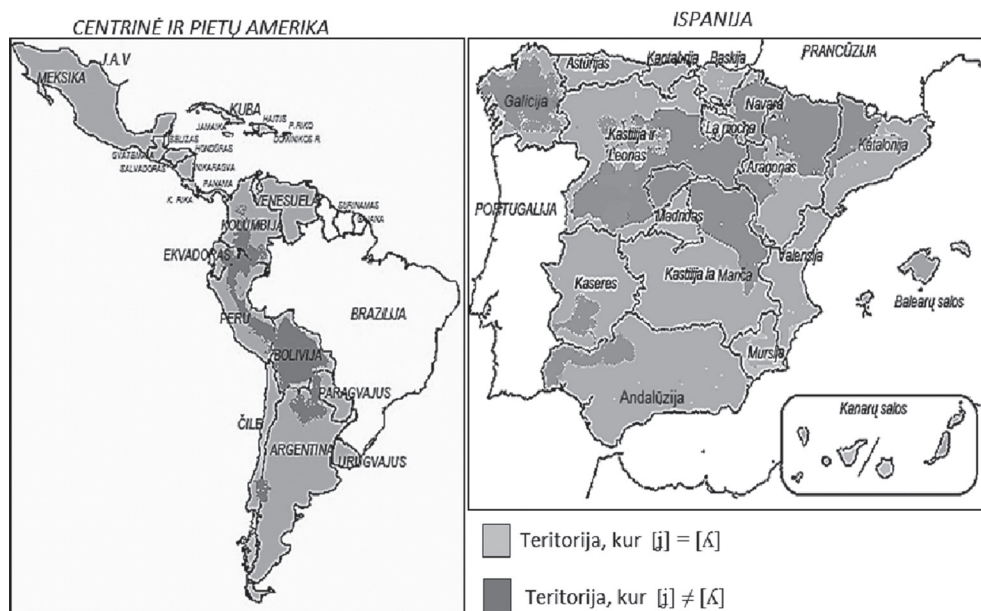 CENTRINĖ IR PIETŲ AMERIKA
J.A.V
MEKSIKA
KUBA
JAMAIKA
HAITIS
P.RIKO
DOMINIKOS R.
BELIZAS
HONDŪRAS
GVATEMALA
SALVADORAS
NIKARAGVA
PANAMA
K. RIKA
VENESUELA
SURINAMAS
GAJANA
KOLUMBIJA
EKVADORAS
PERU
BRAZILIJA
BOLIVIJA
PARAGVAJUS
ČILĖ
ARGENTINA
URUGVAJUS
ISPANIJA
PRANCŪZIJA
Astūrijas
Kantabrija
Baskija
Galicija
Navara
La Riocha
Kastilija ir
Leonas
Katalonija
Aragonas
PORTUGALIJA
Madridas
Valensija
Kaseres
Kastilija la Manča
Balearų salos
Mursija
Andalūzija
Kanarų salos
Teritorija, kur [ʝ] = [ʎ]
Teritorija, kur [ʝ] ≠ [ʎ]